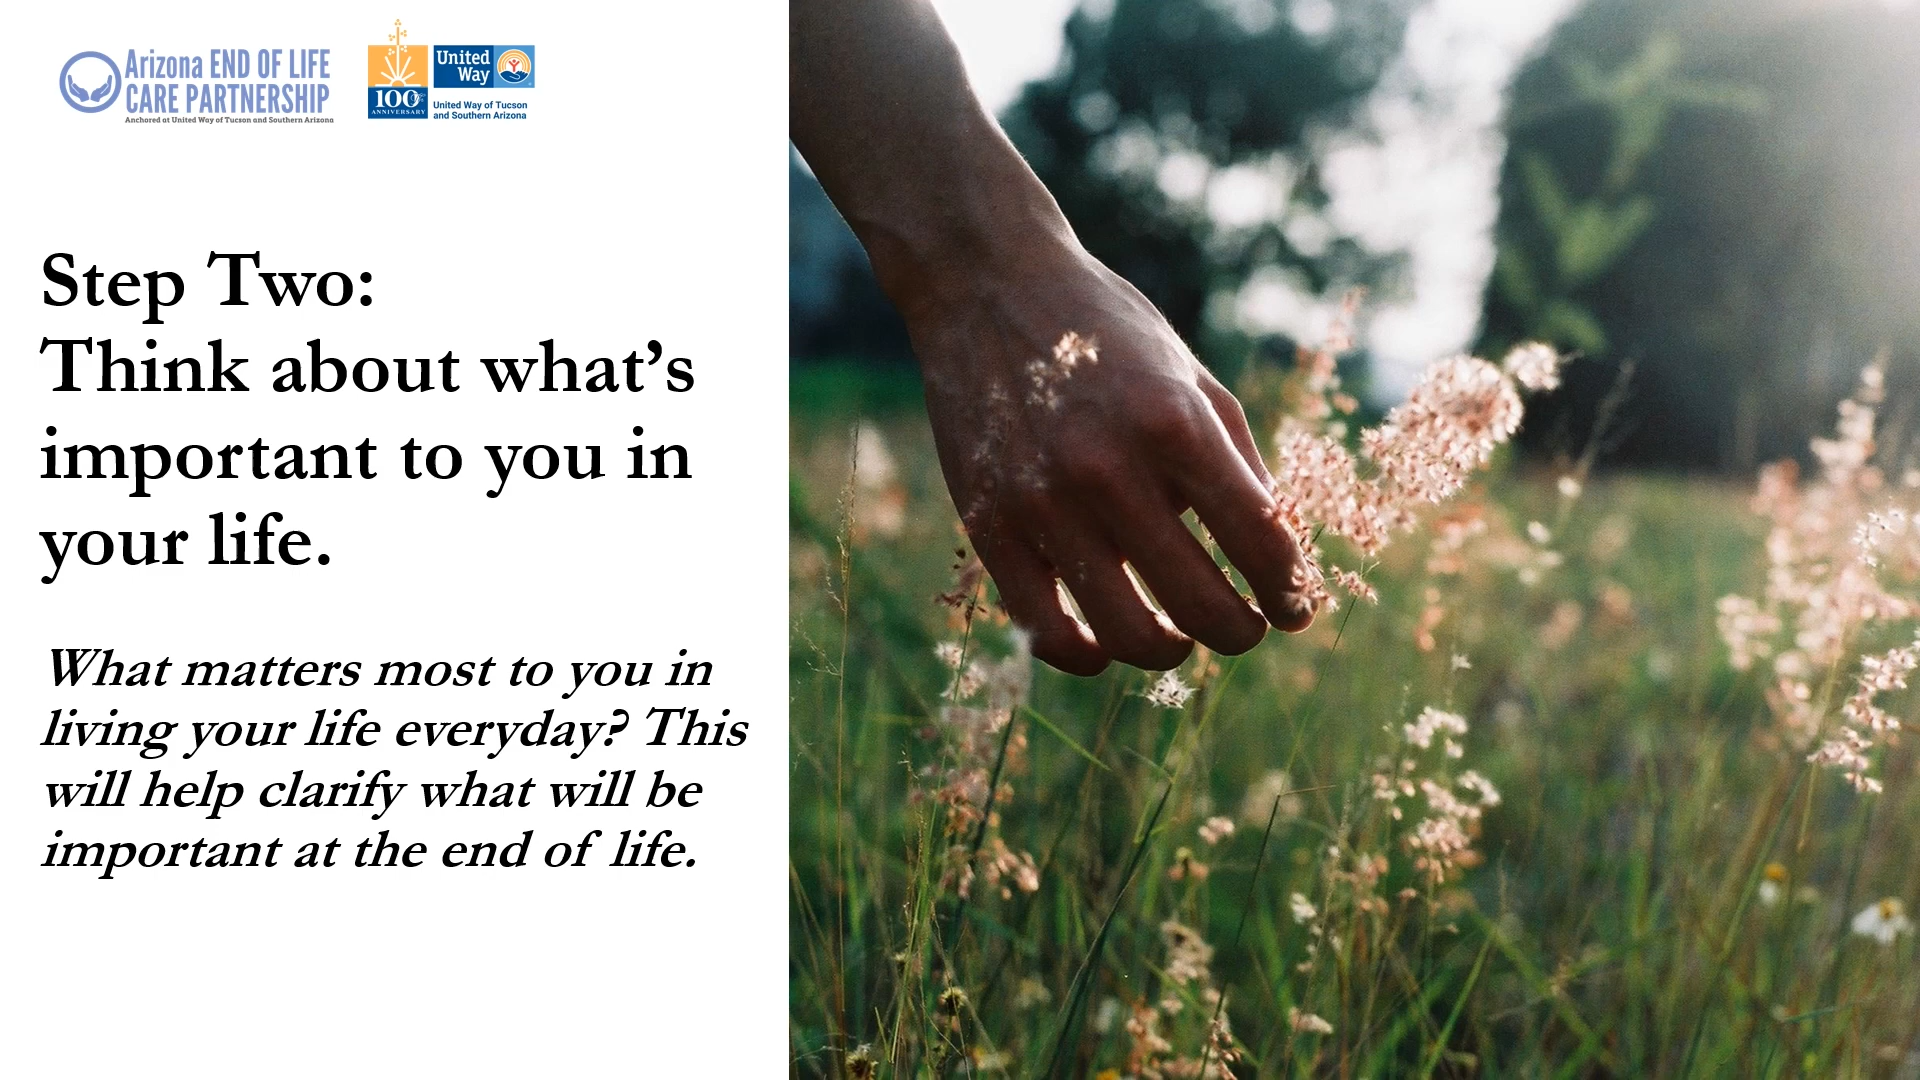 Arizona END OF LIFE
CARE PARTNERSHIP
Anchored at United Way of Tucson and Southern Arizona
100
ANNIVERSARY
United
Way
United Way of Tucson
and Southern Arizona
Step Two:
Think about what’s
important to you in
your life.
What matters most to you in
living your life everyday? This
will help clarify what will be
important at the end of life.